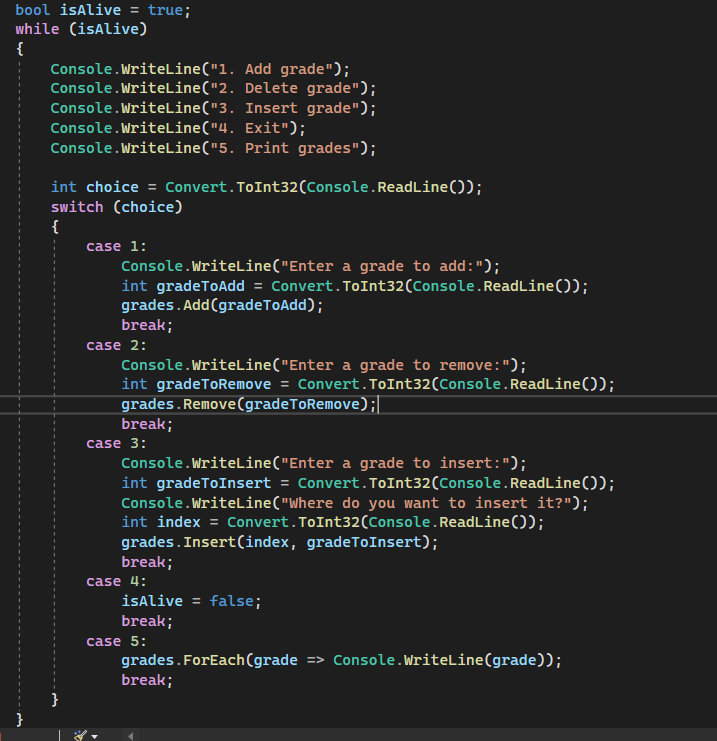 bool isAlive = true;
while (isAlive)
{
    Console.WriteLine("1. Add grade");
    Console.WriteLine("2. Delete grade");
    Console.WriteLine("3. Insert grade");
    Console.WriteLine("4. Exit");
    Console.WriteLine("5. Print grades");

    int choice = Convert.ToInt32(Console.ReadLine());
    switch (choice)
    {
        case 1:
            Console.WriteLine("Enter a grade to add:");
            int gradeToAdd = Convert.ToInt32(Console.ReadLine());
            grades.Add(gradeToAdd);
            break;
        case 2:
            Console.WriteLine("Enter a grade to remove:");
            int gradeToRemove = Convert.ToInt32(Console.ReadLine());
            grades.Remove(gradeToRemove);
            break;
        case 3:
            Console.WriteLine("Enter a grade to insert:");
            int gradeToInsert = Convert.ToInt32(Console.ReadLine());
            Console.WriteLine("Where do you want to insert it?");
            int index = Convert.ToInt32(Console.ReadLine());
            grades.Insert(index, gradeToInsert);
            break;
        case 4:
            isAlive = false;
            break;
        case 5:
            grades.ForEach(grade => Console.WriteLine(grade));
            break;
    }
}